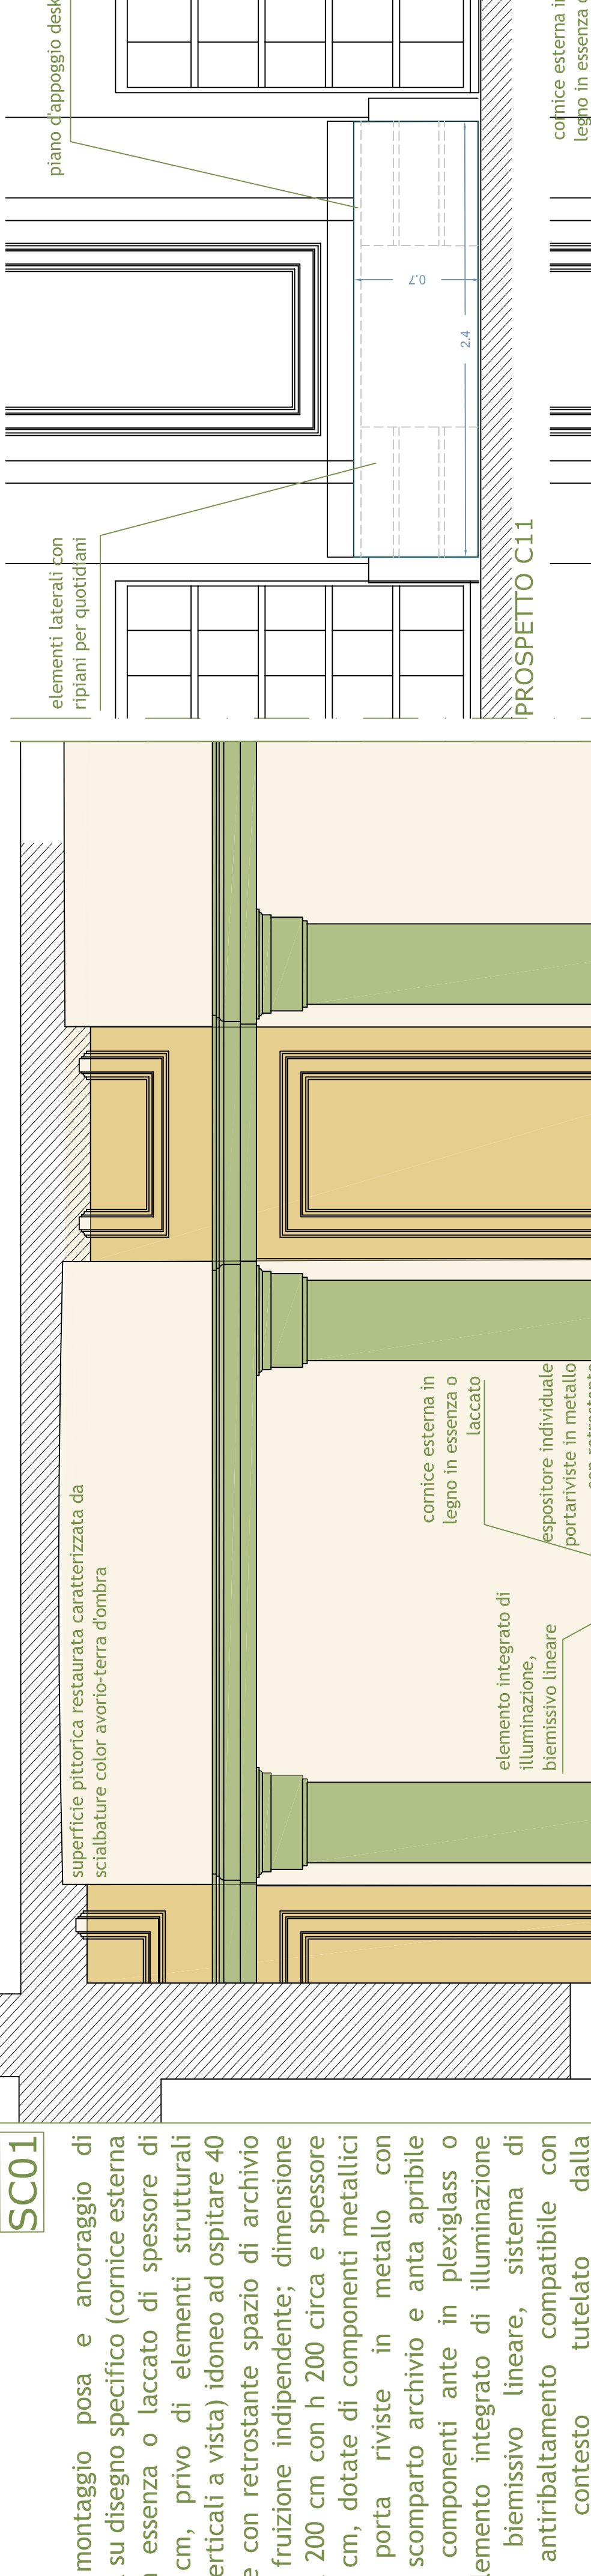 SC01
montaggio posa e ancoraggio di
su disegno specifico (cornice esterna
essenza o laccato di spessore di
cm, privo di elementi strutturali
verticali a vista) idoneo ad ospitare 40
con retrostante spazio di archivio
fruizione indipendente; dimensione
200 cm con h 200 circa e spessore
cm, dotate di componenti metallici
porta riviste in metallo con
scomparto archivio e anta apribile
componenti ante in plexiglass o
elemento integrato di illuminazione
biemissivo lineare, sistema di
antiribaltamento compatibile con
contesto tutelato dalla
superficie pittorica restaurata caratterizzata da
scialbature color avorio-terra d'ombra
elemento integrato di
illuminazione,
biemissivo lineare
cornice esterna in
legno in essenza o
laccato
espositore individuale
portariviste in metallo
con retrostante
elementi laterali con
ripiani per quotidiani
piano d'appoggio desk
0.7
2.4
PROSPETTO C11
cornice esterna in
legno in essenza o